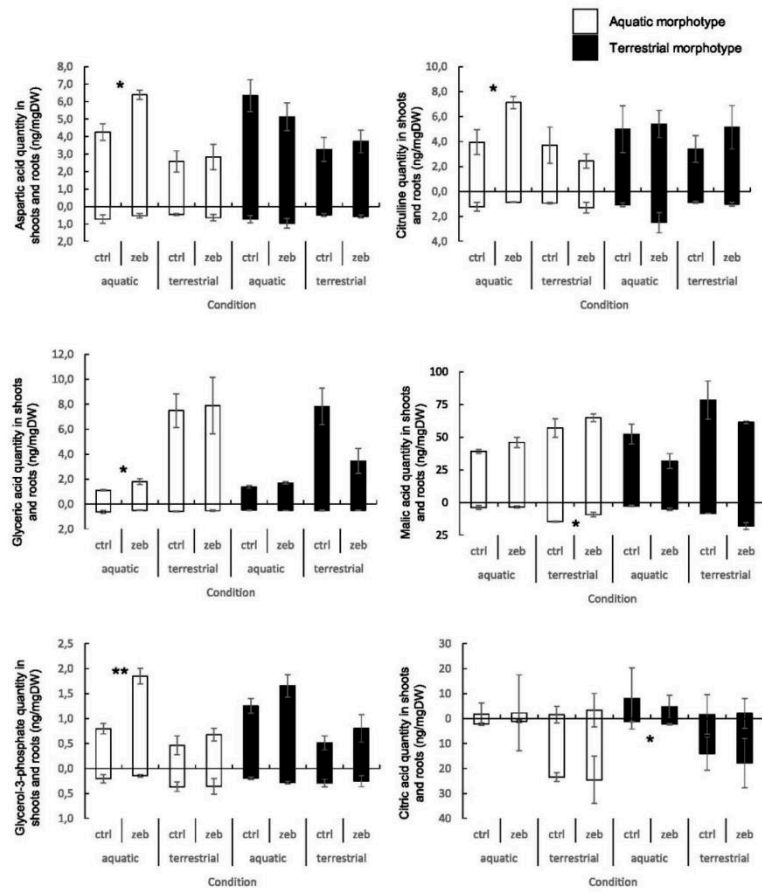 Aquatic morphotype
Terrestrial morphotype
Aspartic acid quantity in
shoots and roots (ng/mgDW)
8,0
7,0
6,0
5,0
4,0
3,0
2,0
1,0
0,0
1,0
2,0
*
ctrl zeb ctrl zeb ctrl zeb ctrl zeb
aquatic terrestrial aquatic terrestrial
Condition
Citrulline quantity in shoots
and roots (ng/mgDW)
10,0
8,0
6,0
4,0
2,0
0,0
2,0
4,0
*
ctrl zeb ctrl zeb ctrl zeb ctrl zeb
aquatic terrestrial aquatic terrestrial
Condition
Glyceric acid quantity in shoots
and roots (ng/mgDW)
12,0
10,0
8,0
6,0
4,0
2,0
0,0
2,0
*
ctrl zeb ctrl zeb ctrl zeb ctrl zeb
aquatic terrestrial aquatic terrestrial
Condition
Malic acid quantity in shoots
and roots (ng/mgDW)
100
75
50
25
0
25
*
ctrl zeb ctrl zeb ctrl zeb ctrl zeb
aquatic terrestrial aquatic terrestrial
Condition
Glycerol-3-phosphate quantity in
shoots and roots (ng/mgDW)
2,5
2,0
1,5
1,0
0,5
0,0
0,5
1,0
**
ctrl zeb ctrl zeb ctrl zeb ctrl zeb
aquatic terrestrial aquatic terrestrial
Condition
Citric acid quantity in shoots
and roots (ng/mgDW)
30
20
10
0
10
20
30
40
*
ctrl zeb ctrl zeb ctrl zeb ctrl zeb
aquatic terrestrial aquatic terrestrial
Condition